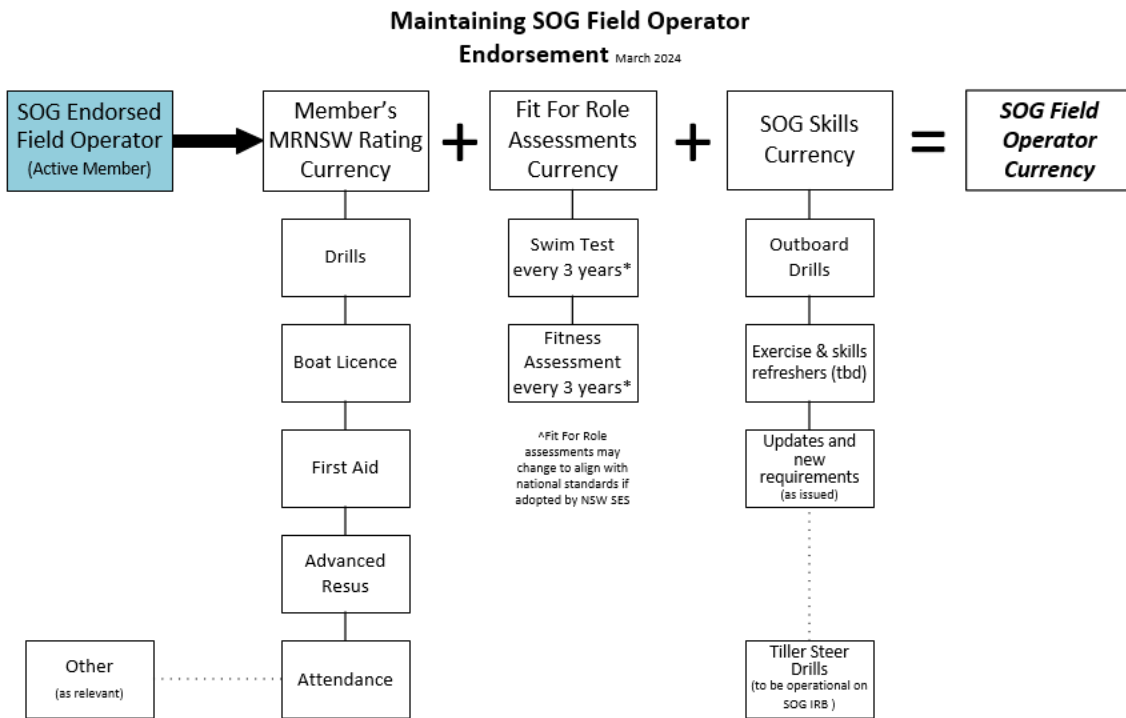 Maintaining SOG Field Operator
Endorsement March 2024
SOG Endorsed
Field Operator
(Active Member)
Member's
MRNSW Rating
Currency
+
Fit For Role
Assessments
Currency
+
SOG Skills
Currency
=
SOG Field
Operator
Currency
Drills
Boat Licence
First Aid
Advanced
Resus
Attendance
Other
(as relevant)
Swim Test
every 3 years*
Fitness
Assessment
every 3 years*
^Fit For Role
assessments may
change to align with
national standards if
adopted by NSW SES
Outboard
Drills
Exercise & skills
refreshers (tbd)
Updates and
new
requirements
(as issued)
Tiller Steer
Drills
(to be operational on
SOG IRB )